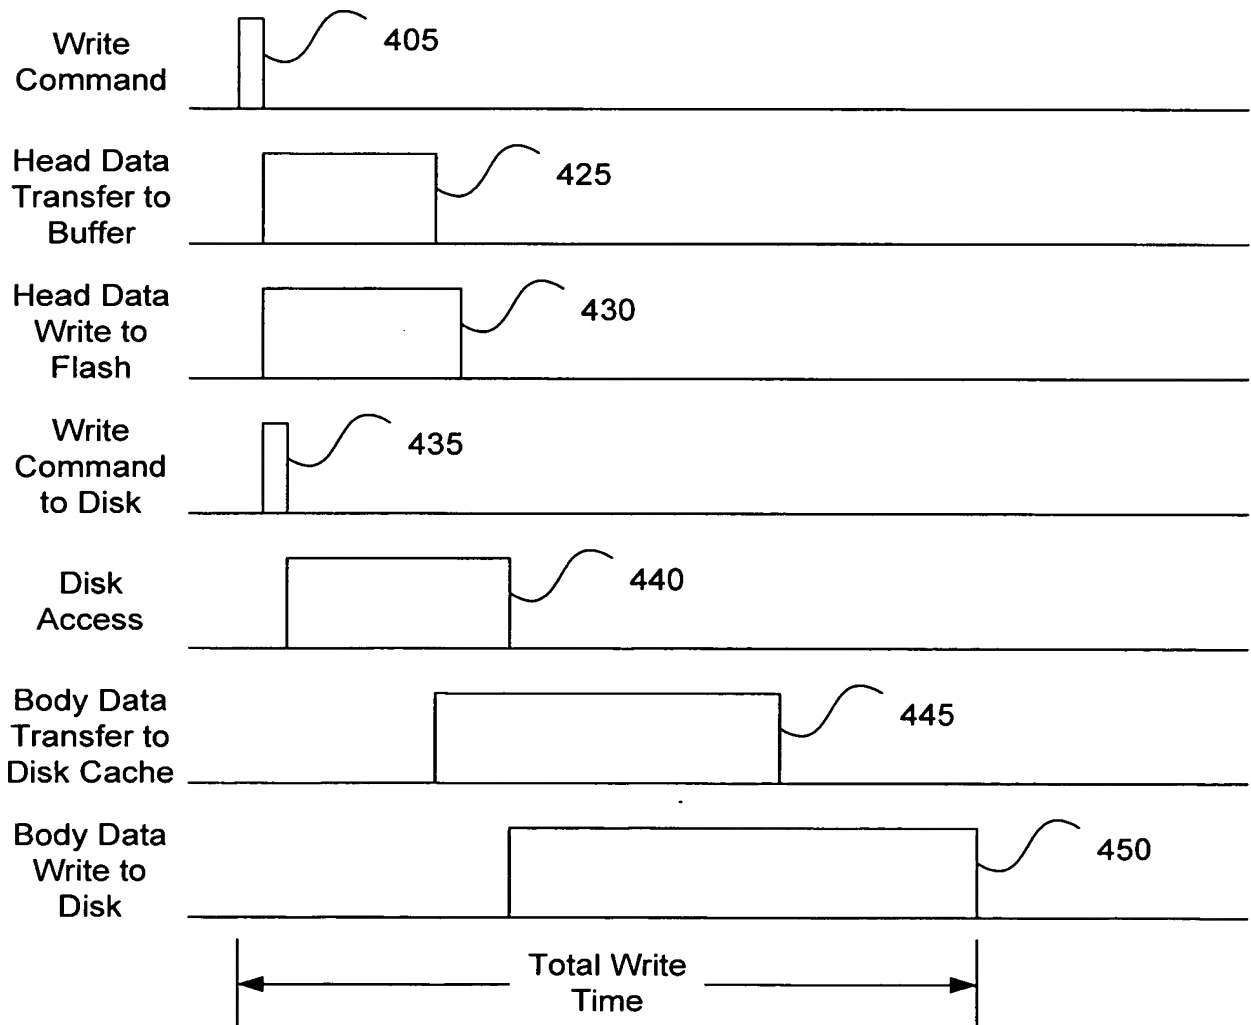 Write
Command
405
Head Data
Transfer to
Buffer
425
Head Data
Write to
Flash
430
Write
Command
to Disk
435
Disk
Access
440
Body Data
Transfer to
Disk Cache
445
Body Data
Write to
Disk
450
Total Write
Time